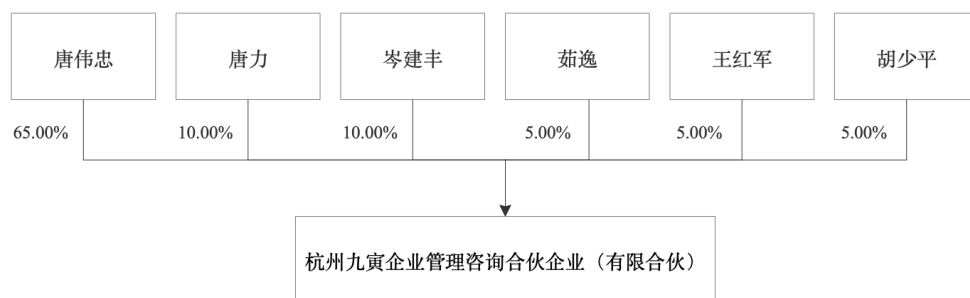 唐伟忠 唐力 岑建丰 茹逸 王红军 胡少平
65.00% 10.00% 10.00% 5.00% 5.00% 5.00%
杭州九寅企业管理咨询合伙企业（有限合伙）